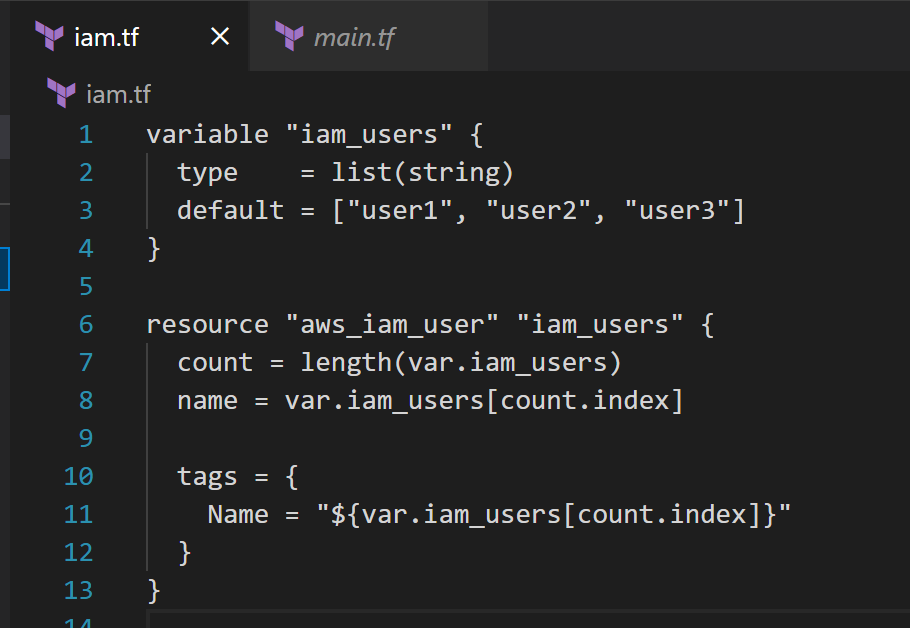 iam.tf
main.tf
iam.tf
1 variable "iam_users" {
2   type    = list(string)
3   default = ["user1", "user2", "user3"]
4 }
5
6 resource "aws_iam_user" "iam_users" {
7   count = length(var.iam_users)
8   name = var.iam_users[count.index]
9
10   tags = {
11     Name = "${var.iam_users[count.index]}"
12   }
13 }
14